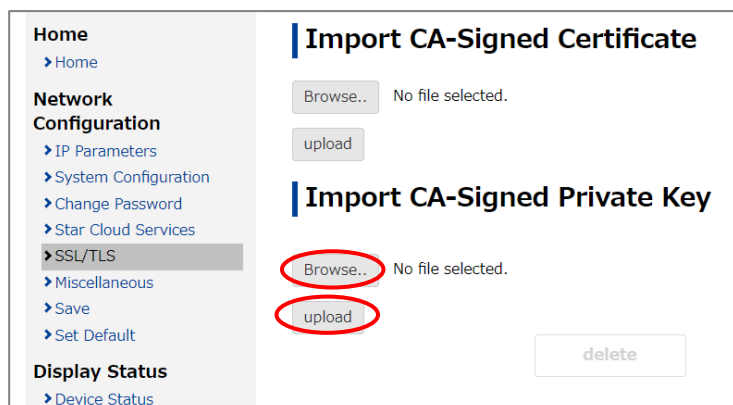 Home
Home
Network
Configuration
IP Parameters
System Configuration
Change Password
Star Cloud Services
SSL/TLS
Miscellaneous
Save
Set Default
Display Status
Device Status
Import CA-Signed Certificate
Browse.. No file selected.
upload
Import CA-Signed Private Key
Browse.. No file selected.
upload
delete